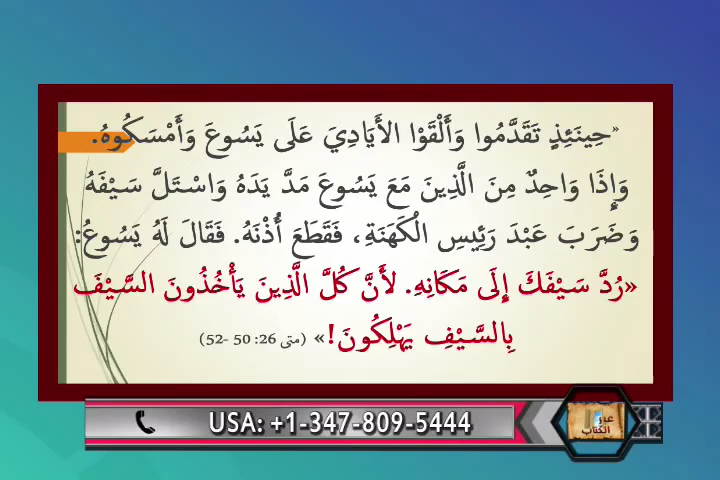 "حِينَئِذٍ تَقَدَّمُوا وَأَلْقَوْا الأَيَادِيَ عَلَى يَسُوعَ وَأَمْسَكُوهُ.
وَإِذَا وَاحِدٌ مِنَ الَّذِينَ مَعَ يَسُوعَ مَدَّ يَدَهُ وَاسْتَلَّ سَيْفَهُ
وَضَرَبَ عَبْدَ رَئِيسِ الْكَهَنَةِ، فَقَطَعَ أُذْنَهُ. فَقَالَ لَهُ يَسُوعُ:
«رُدَّ سَيْفَكَ إِلَى مَكَانِهِ. لأَنَّ كُلَّ الَّذِينَ يَأْخُذُونَ السَّيْفَ
بِالسَّيْفِ يَهْلِكُونَ!» (متى 26: 50 -52)
USA: +1-347-809-5444
الكتاب